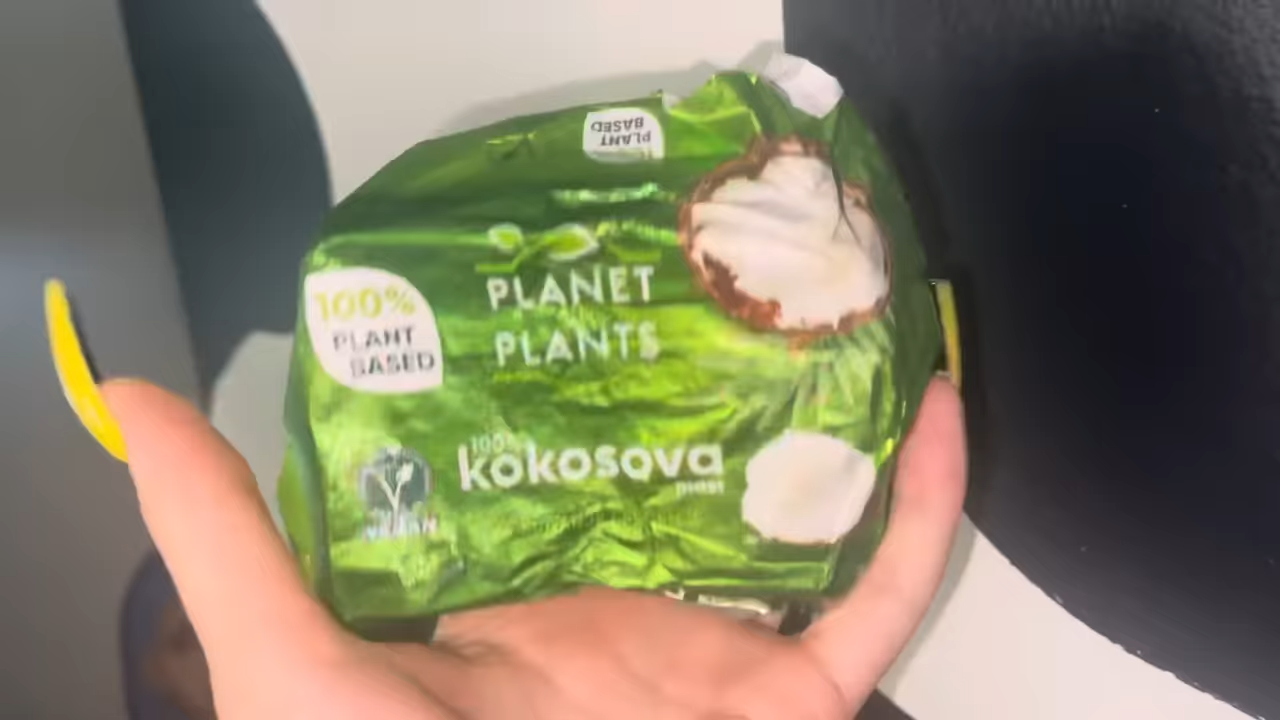 PLANT
BASED
PLANET
PLANTS
100%
PLANT
BASED
100%
kokosova
mast
VEGAN